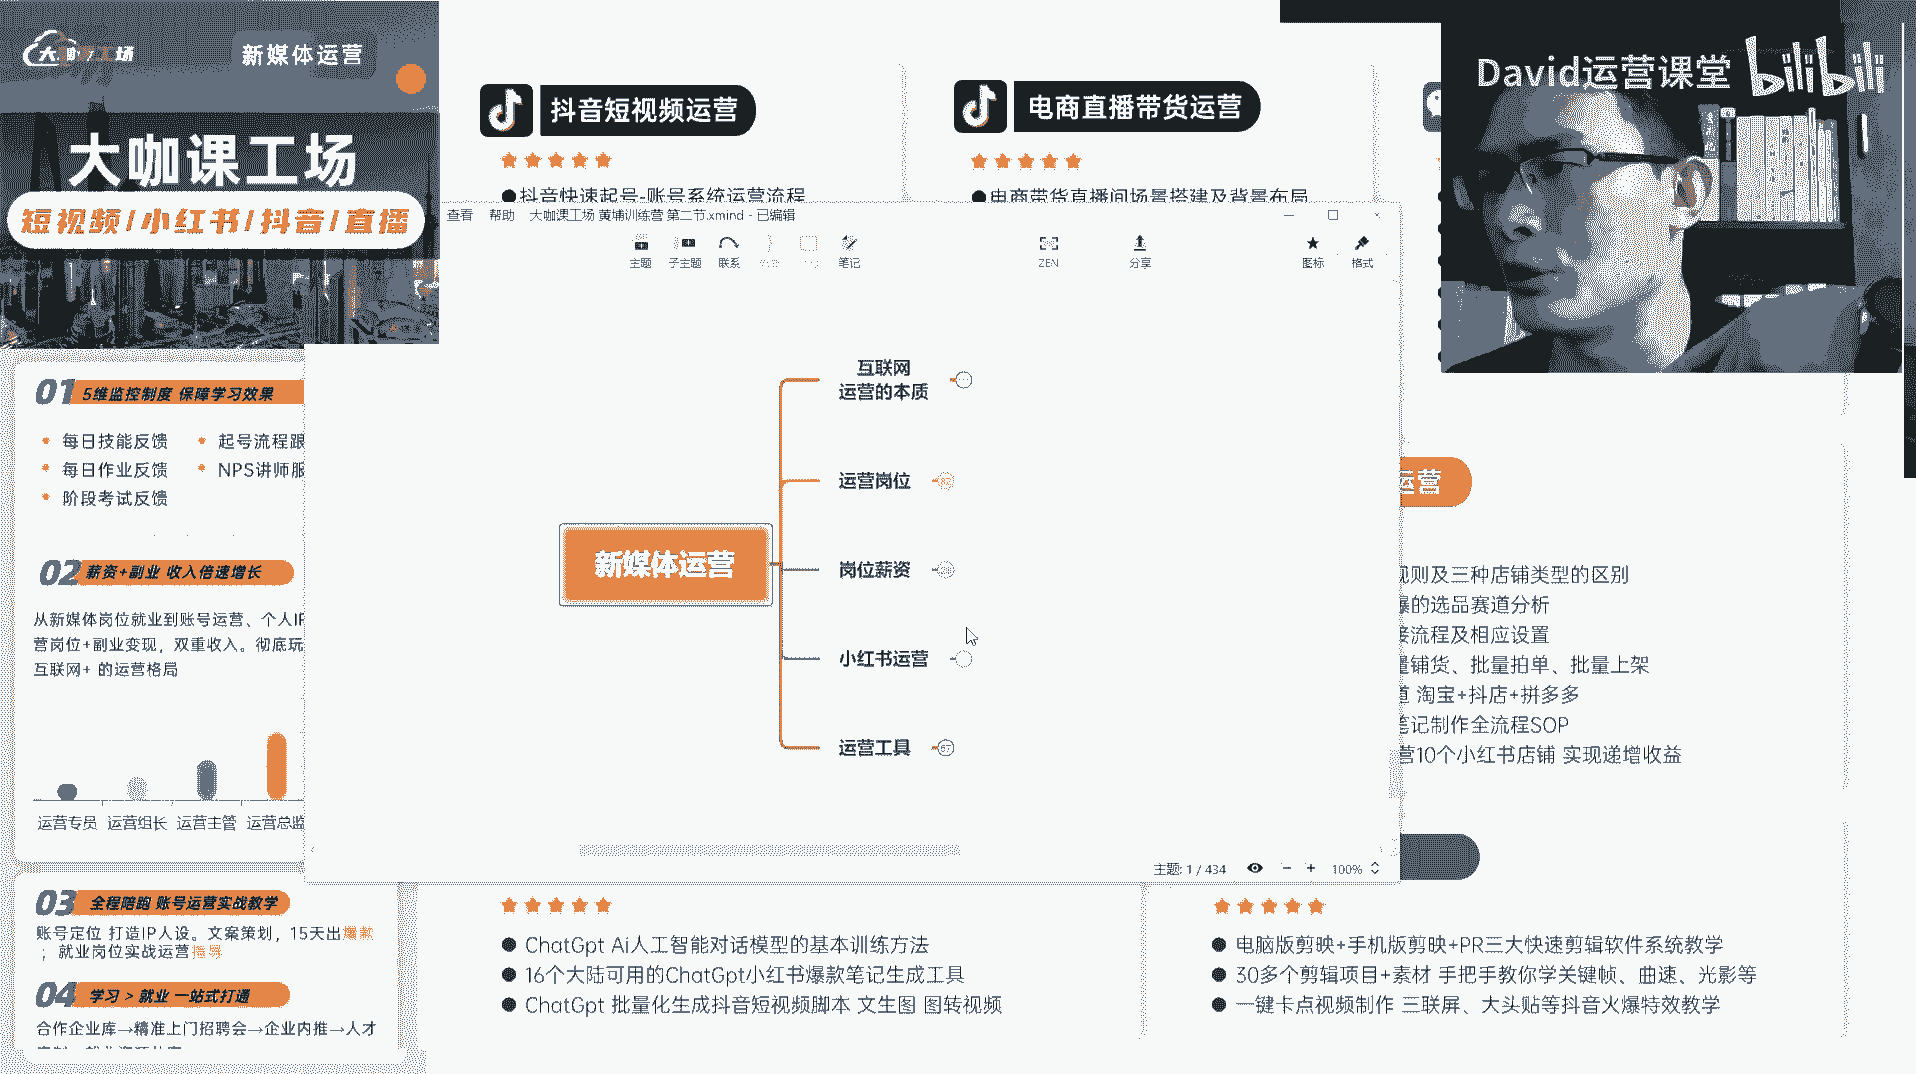 新媒体运营
大咖课工场
短视频/小红书/抖音/直播
抖音短视频运营
抖音快速起号-账号系统运营流程
电商直播带货运营
电商带货直播间场景搭建及背景布局
David运营课堂
bilibili
查看 帮助 大咖课工场 黄埔训练营 第二节.xmind - 已编辑
主题 子主题 联系 笔记 ZEN 分享 图标 格式
互联网
运营的本质
运营岗位
新媒体运营
岗位薪资
小红书运营
运营工具
主题: 1 / 434 100%
01 5维监控制度 保障学习效果
每日技能反馈 起号流程跟
每日作业反馈 NPS讲师服
阶段考试反馈
02 薪资+副业 收入倍速增长
从新媒体岗位就业到账号运营、个人IP
营岗位+副业变现，双重收入。彻底玩
互联网+ 的运营格局
运营专员 运营组长 运营主管 运营总监
03 全程陪跑 账号运营实战教学
账号定位 打造IP人设。文案策划，15天出爆款
；就业岗位实战运营指导
04 学习 > 就业 一站式打通
合作企业库→精准上门招聘会→企业内推→人才
运营
规则及三种店铺类型的区别
的选品赛道分析
接流程及相应设置
量铺货、批量拍单、批量上架
淘宝+抖店+拼多多
笔记制作全流程SOP
营10个小红书店铺 实现递增收益
ChatGpt Ai人工智能对话模型的基本训练方法
16个大陆可用的ChatGpt小红书爆款笔记生成工具
ChatGpt 批量化生成抖音短视频脚本 文生图 图转视频
电脑版剪映+手机版剪映+PR三大快速剪辑软件系统教学
30多个剪辑项目+素材 手把手教你学关键帧、曲速、光影等
一键卡点视频制作 三联屏、大头贴等抖音火爆特效教学